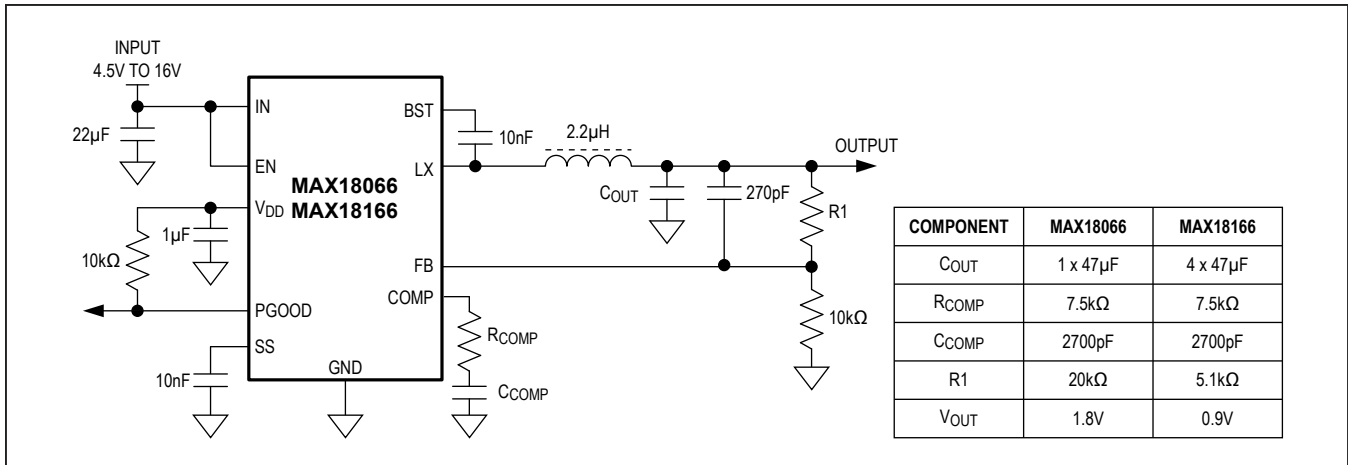 INPUT
4.5V TO 16V
22µF
IN
EN
VDD
1µF
10kΩ
PGOOD
SS
10nF
GND
MAX18066
MAX18166
BST
10nF
LX
2.2µH
OUTPUT
COUT
270pF
R1
FB
COMP
RCOMP
CCOMP
10kΩ
COMPONENT MAX18066 MAX18166
COUT 1 x 47µF 4 x 47µF
RCOMP 7.5kΩ 7.5kΩ
CCOMP 2700pF 2700pF
R1 20kΩ 5.1kΩ
VOUT 1.8V 0.9V